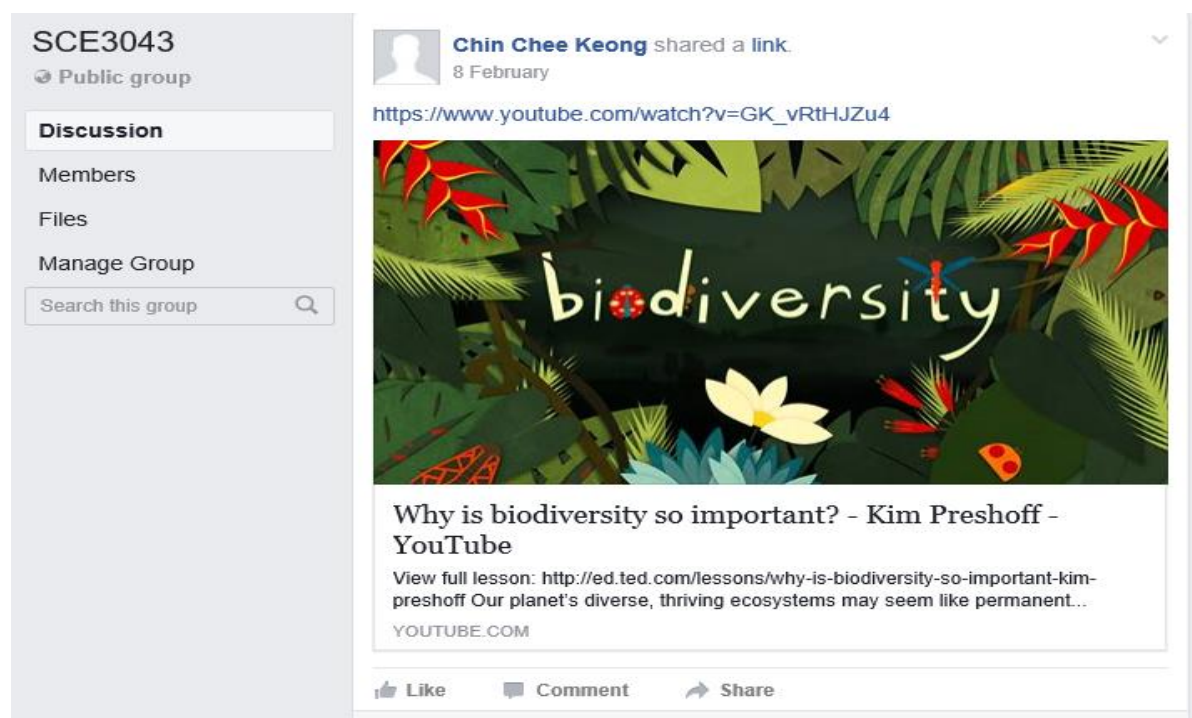 SCE3043
Public group
Discussion
Members
Files
Manage Group
Search this group
Chin Chee Keong shared a link.
8 February
https://www.youtube.com/watch?v=GK_vRtHJZu4
biodiversity
Why is biodiversity so important? - Kim Preshoff -
YouTube
View full lesson: http://ed.ted.com/lessons/why-is-biodiversity-so-important-kim-
preshoff Our planet's diverse, thriving ecosystems may seem like permanent...
YOUTUBE.COM
Like Comment Share